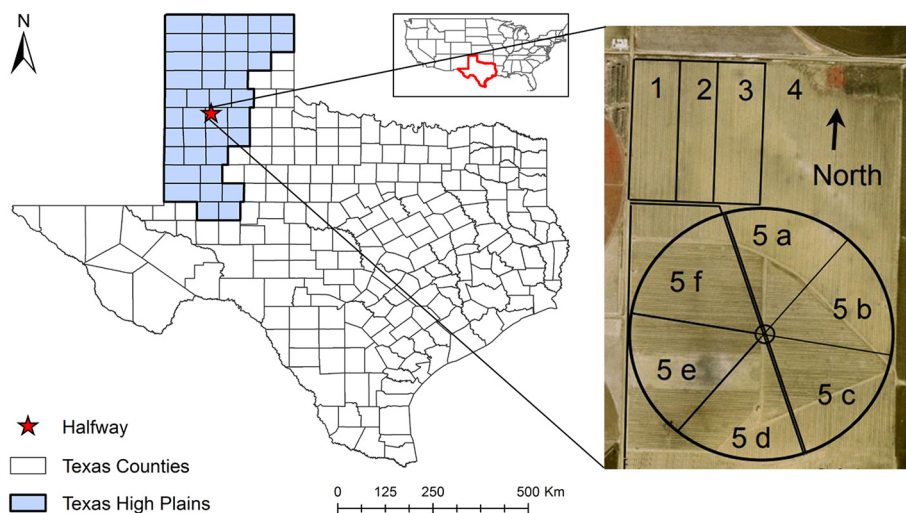 N
1 2 3 4
North
5 a
5 b
5 f
5 e
5 c
5 d
Halfway
Texas Counties
Texas High Plains
0 125 250 500 Km